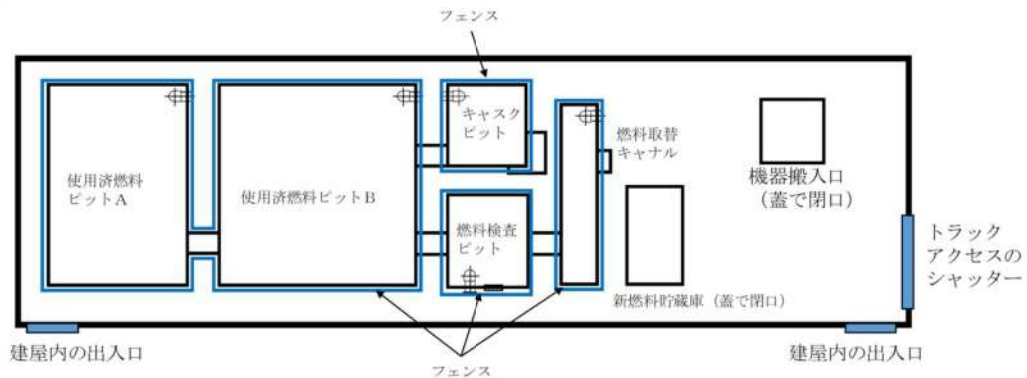 フェンス
キャスク
ピット
燃料取替
キャナル
使用済燃料
ピットA
使用済燃料ピットB
機器搬入口
（蓋で閉口）
燃料検査
ピット
トラック
アクセスの
シャッター
新燃料貯蔵庫（蓋で閉口）
建屋内の出入口
建屋内の出入口
フェンス